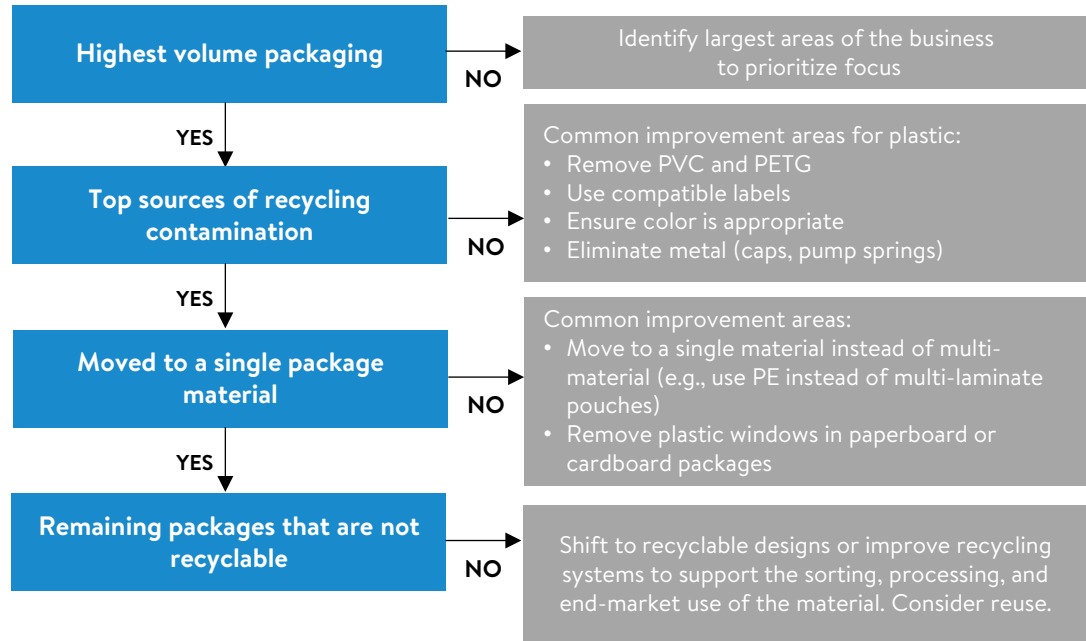 Highest volume packaging
NO
Identify largest areas of the business
to prioritize focus
YES
Top sources of recycling
contamination
NO
Common improvement areas for plastic:
• Remove PVC and PETG
• Use compatible labels
• Ensure color is appropriate
• Eliminate metal (caps, pump springs)
YES
Moved to a single package
material
NO
Common improvement areas:
• Move to a single material instead of multi-
material (e.g., use PE instead of multi-laminate
pouches)
• Remove plastic windows in paperboard or
cardboard packages
YES
Remaining packages that are not
recyclable
NO
Shift to recyclable designs or improve recycling
systems to support the sorting, processing, and
end-market use of the material. Consider reuse.